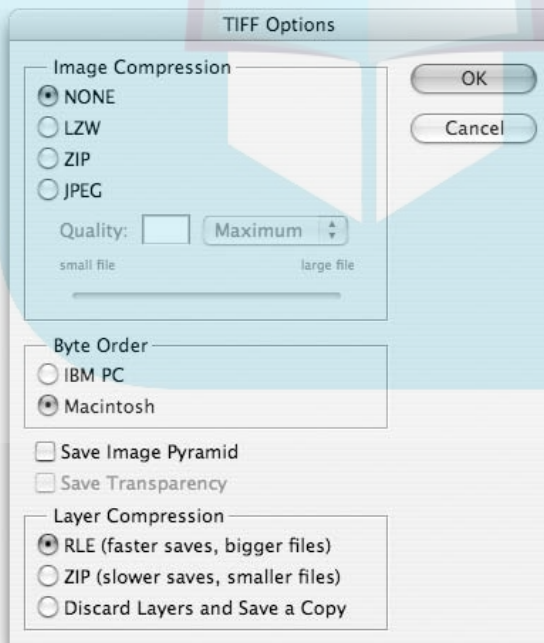 TIFF Options
Image Compression
NONE
LZW
ZIP
JPEG
Quality:
Maximum
small file
large file
OK
Cancel
Byte Order
IBM PC
Macintosh
Save Image Pyramid
Save Transparency
Layer Compression
RLE (faster saves, bigger files)
ZIP (slower saves, smaller files)
Discard Layers and Save a Copy